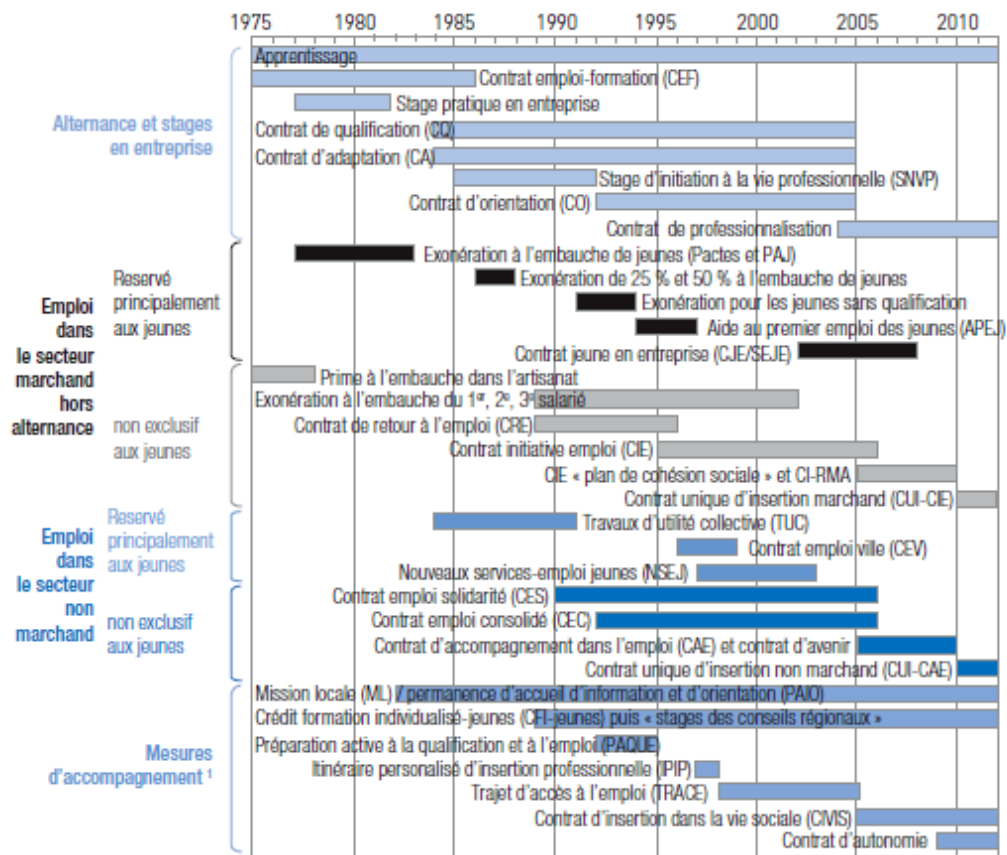 1975 1980 1985 1990 1995 2000 2005 2010
Alternance et stages
en entreprise
Apprentissage
Contrat emploi-formation (CEF)
Stage pratique en entreprise
Contrat de qualification (CQ)
Contrat d'adaptation (CA)
Stage d'initiation à la vie professionnelle (SNVP)
Contrat d'orientation (CO)
Contrat de professionnalisation
Emploi
dans
le secteur
marchand
hors
alternance
Reservé
principalement
aux jeunes
Exonération à l'embauche de jeunes (Pactes et PAJ)
Exonération de 25 % et 50 % à l'embauche de jeunes
Exonération pour les jeunes sans qualification
Aide au premier emploi des jeunes (APEJ)
Contrat jeune en entreprise (CJE/SEJE)
non exclusif
aux jeunes
Prime à l'embauche dans l'artisanat
Exonération à l'embauche du 1er, 2e, 3e salarié
Contrat de retour à l'emploi (CRE)
Contrat initiative emploi (CIE)
CIE « plan de cohésion sociale » et CI-RMA
Contrat unique d'insertion marchand (CUI-CIE)
Emploi
dans
le secteur
non
marchand
Reservé
principalement
aux jeunes
Travaux d'utilité collective (TUC)
Contrat emploi ville (CEV)
Nouveaux services-emploi jeunes (NSEJ)
non exclusif
aux jeunes
Contrat emploi solidarité (CES)
Contrat emploi consolidé (CEC)
Contrat d'accompagnement dans l'emploi (CAE) et contrat d'avenir
Contrat unique d'insertion non marchand (CUI-CAE)
Mesures
d'accompagnement 1
Mission locale (ML) / permanence d'accueil d'information et d'orientation (PAIO)
Crédit formation individualisé-jeunes (CFI-jeunes) puis « stages des conseils régionaux »
Préparation active à la qualification et à l'emploi (PAQUE)
Itinéraire personalisé d'insertion professionnelle (IPIP)
Trajet d'accès à l'emploi (TRACE)
Contrat d'insertion dans la vie sociale (CIVIS)
Contrat d'autonomie